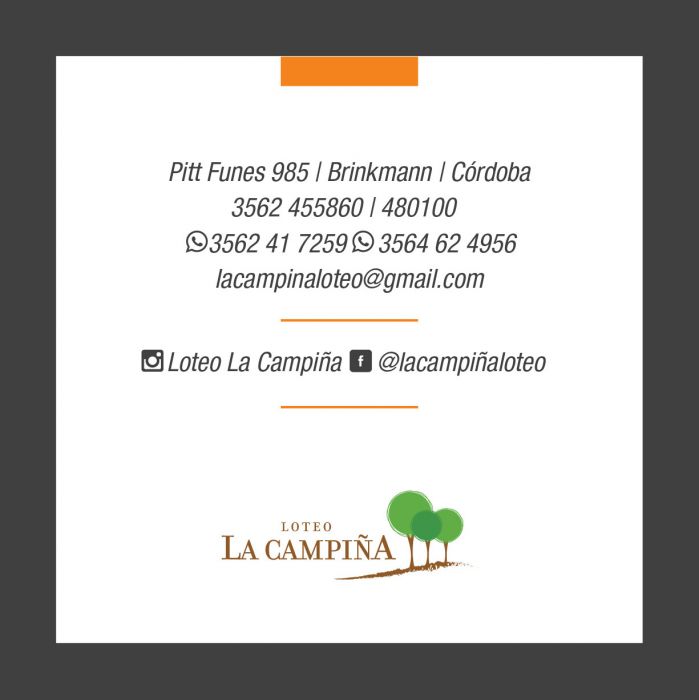 Pitt Funes 985 | Brinkmann | Córdoba
3562 455860 | 480100
3562 41 7259 3564 62 4956
lacampinaloteo@gmail.com
Loteo La Campiña f @lacampiñaloteo
LOTEO
LA CAMPIÑA